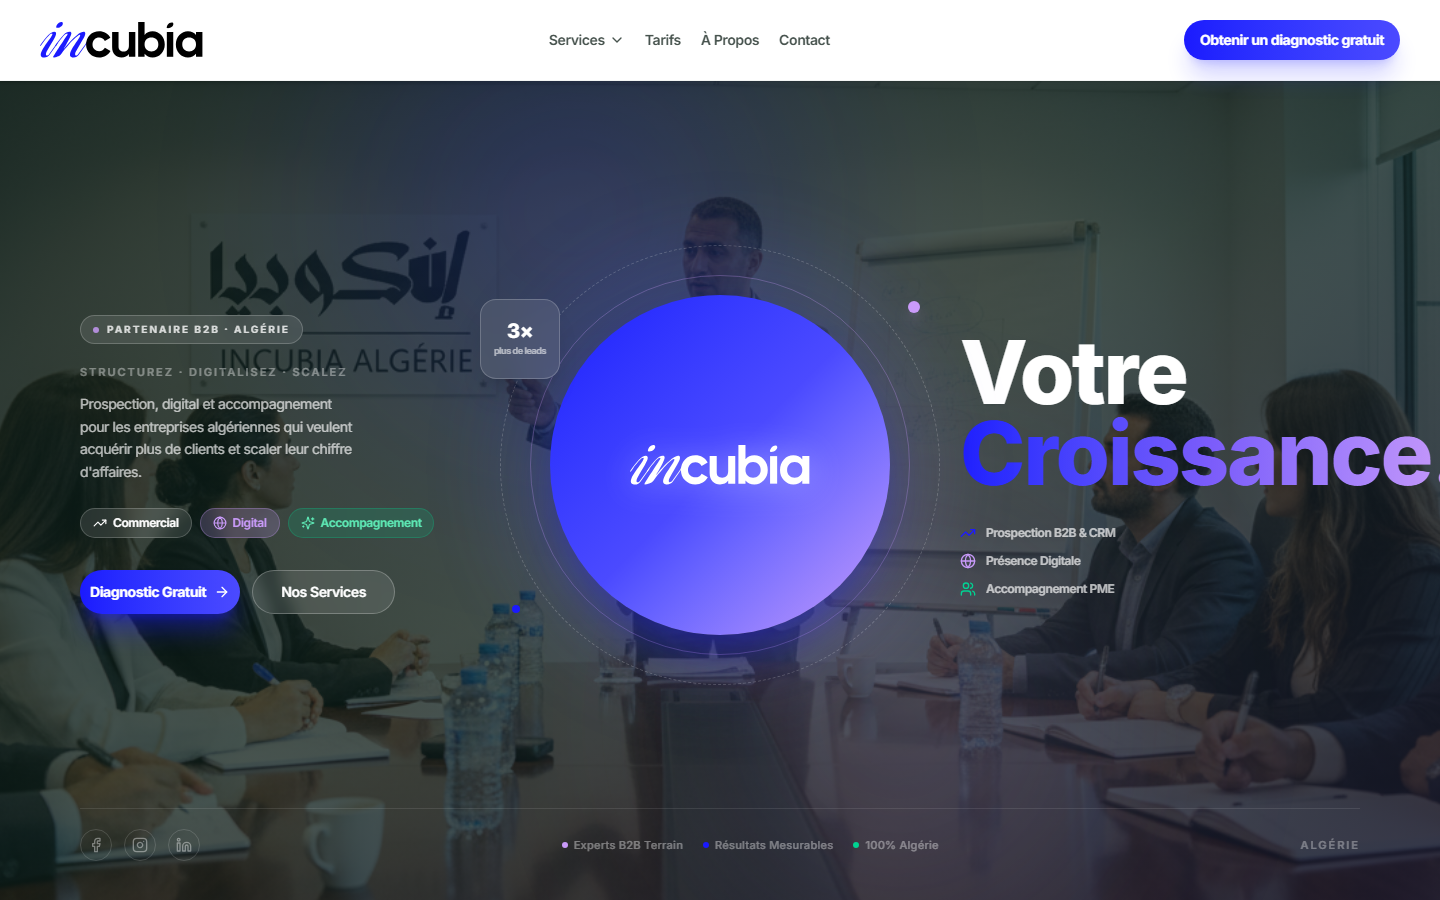 incubia
Services
Tarifs
À Propos
Contact
Obtenir un diagnostic gratuit
إنكوبيا
INCUBIA ALGÉRIE
PARTENAIRE B2B · ALGÉRIE
STRUCTUREZ · DIGITALISEZ · SCALEZ
Prospection, digital et accompagnement
pour les entreprises algériennes qui veulent
acquérir plus de clients et scaler leur chiffre
d'affaires.
Commercial
Digital
Accompagnement
Diagnostic Gratuit
Nos Services
3×
plus de leads
incubia
Votre
Croissance.
Prospection B2B & CRM
Présence Digitale
Accompagnement PME
Experts B2B Terrain
Résultats Mesurables
100% Algérie
ALGÉRIE